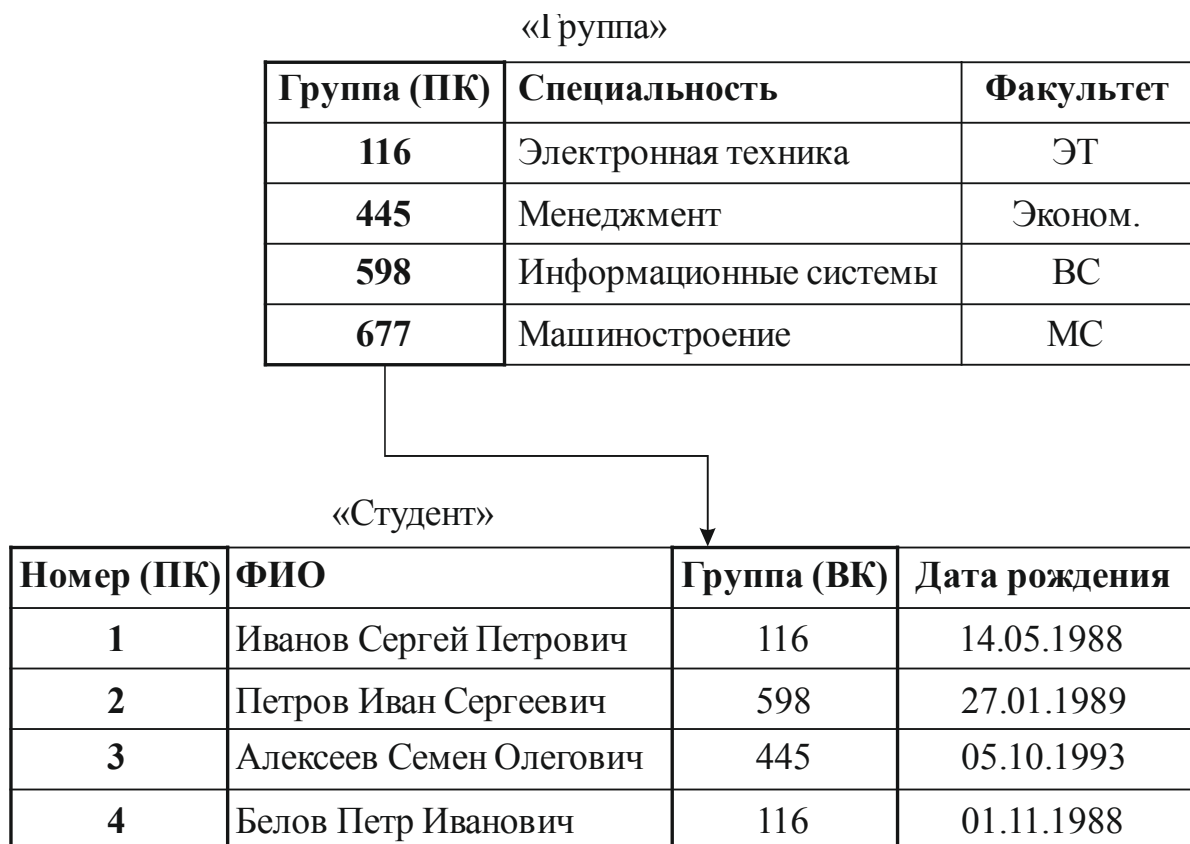 «Группа»
Группа (ПК) Специальность Факультет
116 Электронная техника ЭТ
445 Менеджмент Эконом.
598 Информационные системы ВС
677 Машиностроение МС
«Студент»
Номер (ПК) ФИО Группа (ВК) Дата рождения
1 Иванов Сергей Петрович 116 14.05.1988
2 Петров Иван Сергеевич 598 27.01.1989
3 Алексеев Семен Олегович 445 05.10.1993
4 Белов Петр Иванович 116 01.11.1988